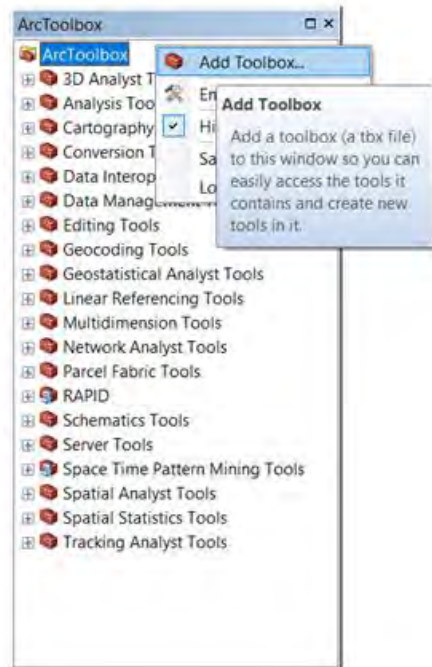 ArcToolbox
ArcToolbox
Add Toolbox...
3D Analyst T
En
Add Toolbox
Analysis Too
Hi
Add a toolbox (a tbx file)
to this window so you can
easily access the tools it
contains and create new
tools in it.
Cartography
Conversion T
Sa
Data Interop
Lo
Data Management
Editing Tools
Geocoding Tools
Geostatistical Analyst Tools
Linear Referencing Tools
Multidimension Tools
Network Analyst Tools
Parcel Fabric Tools
RAPID
Schematics Tools
Server Tools
Space Time Pattern Mining Tools
Spatial Analyst Tools
Spatial Statistics Tools
Tracking Analyst Tools